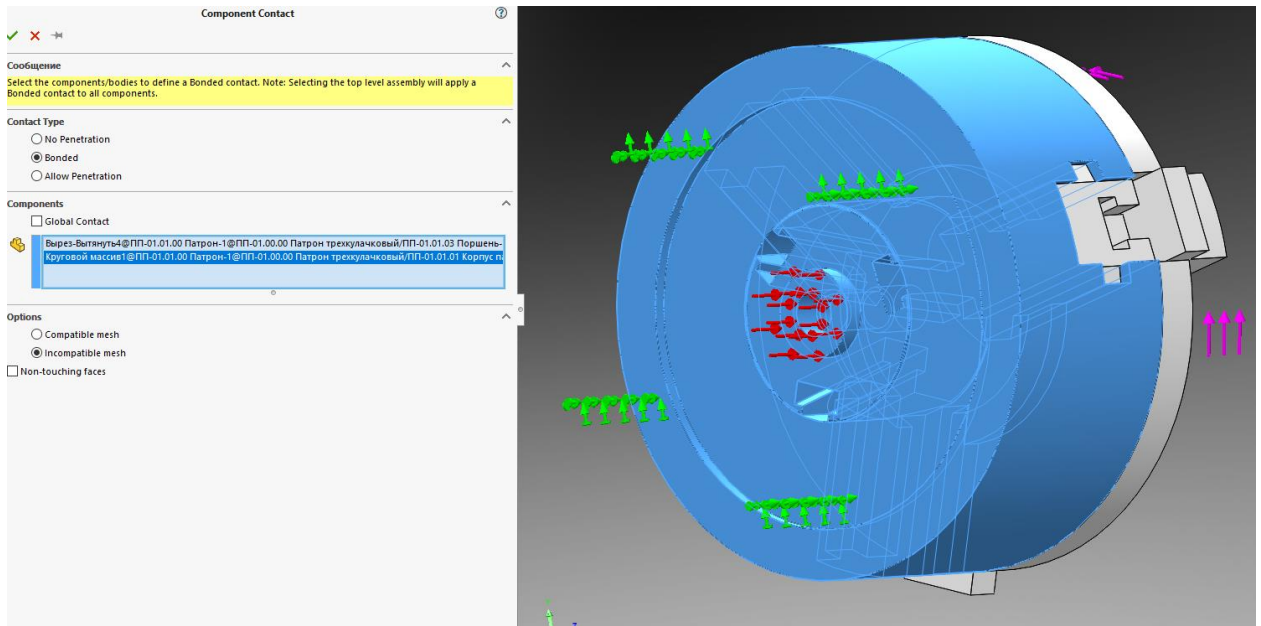 Component Contact
Сообщение
Select the components/bodies to define a Bonded contact. Note: Selecting the top level assembly will apply a
Bonded contact to all components.
Contact Type
No Penetration
Bonded
Allow Penetration
Components
Global Contact
Вырез-Вытянуть4@ПП-01.01.00 Патрон-1@ПП-01.00.00 Патрон трехкулачковый/ПП-01.01.03 Поршень-
Круговой массив1@ПП-01.01.00 Патрон-1@ПП-01.00.00 Патрон трехкулачковый/ПП-01.01.01 Корпус
Options
Compatible mesh
Incompatible mesh
Non-touching faces